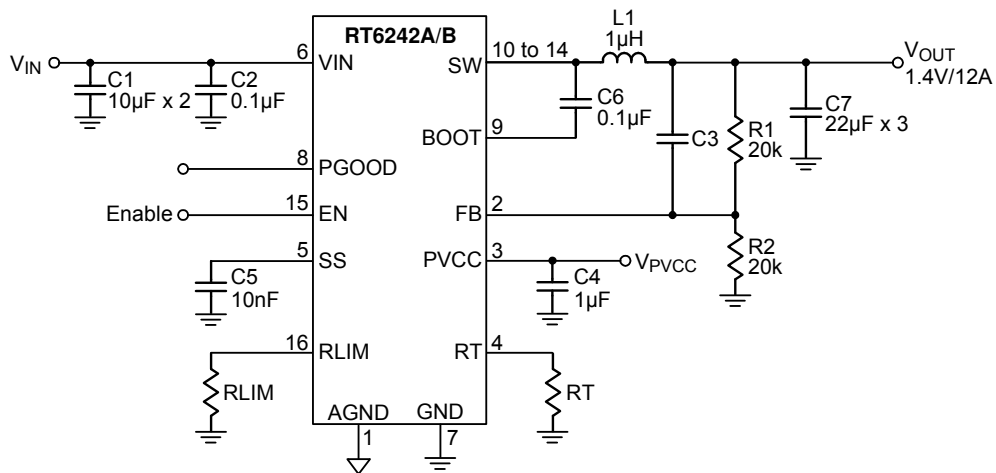 RT6242A/B
L1
1µH
VIN
6
VIN
SW
10 to 14
VOUT
1.4V/12A
C1
10µF x 2
C2
0.1µF
C6
0.1µF
BOOT
9
C3
R1
20k
C7
22µF x 3
8
PGOOD
Enable
15
EN
FB
2
R2
20k
5
SS
C5
10nF
PVCC
3
VPVCC
C4
1µF
16
RLIM
RLIM
RT
4
RT
AGND
GND
1
7